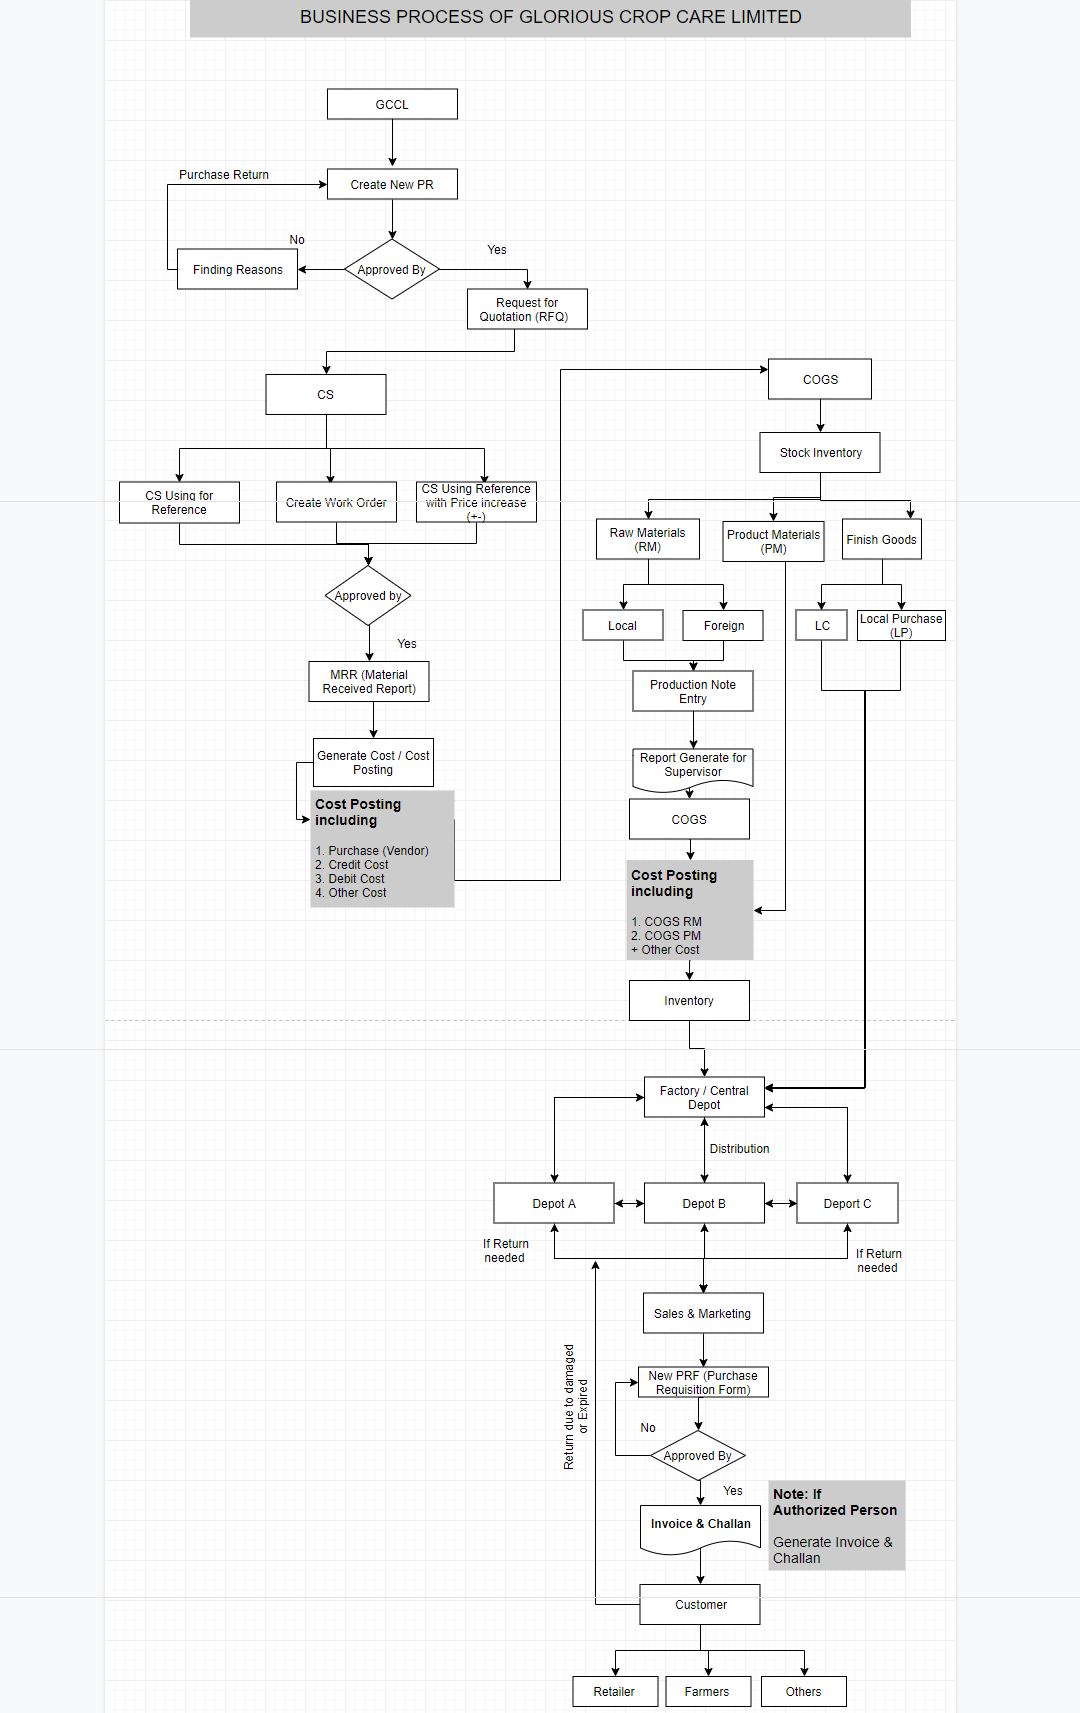 BUSINESS PROCESS OF GLORIOUS CROP CARE LIMITED
GCCL
Purchase Return
Create New PR
No
Yes
Finding Reasons
Approved By
Request for
Quotation (RFQ)
CS
COGS
Stock Inventory
CS Using for
Reference
Create Work Order
CS Using Reference
with Price increase
(+-)
Raw Materials
(RM)
Product Materials
(PM)
Finish Goods
Approved by
Local
Foreign
LC
Local Purchase
(LP)
Yes
MRR (Material
Received Report)
Production Note
Entry
Generate Cost / Cost
Posting
Report Generate for
Supervisor
Cost Posting
including
1. Purchase (Vendor)
2. Credit Cost
3. Debit Cost
4. Other Cost
COGS
Cost Posting
including
1. COGS RM
2. COGS PM
+ Other Cost
Inventory
Factory / Central
Depot
Distribution
Depot A
Depot B
Deport C
If Return
needed
If Return
needed
Sales & Marketing
Return due to damaged
or Expired
New PRF (Purchase
Requisition Form)
No
Approved By
Yes
Invoice & Challan
Note: If
Authorized Person
Generate Invoice &
Challan
Customer
Retailer
Farmers
Others